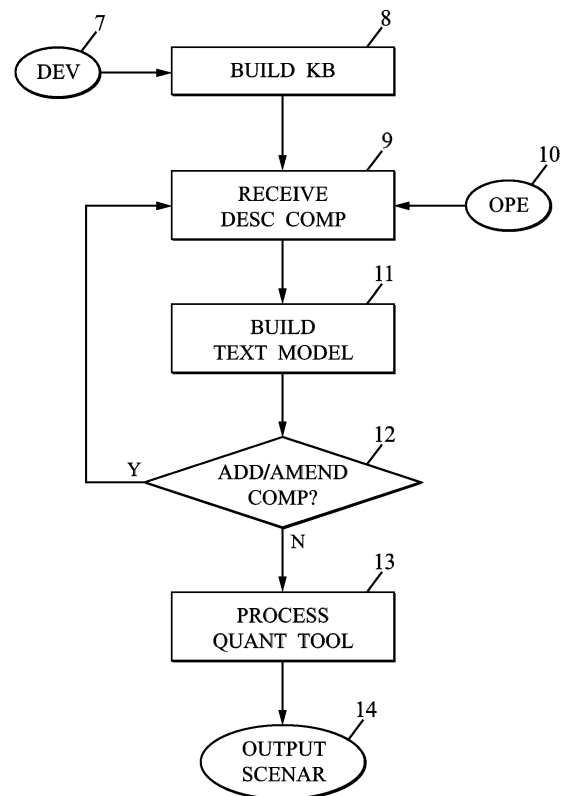 7
8
DEV
BUILD KB
9
10
RECEIVE
DESC COMP
OPE
11
BUILD
TEXT MODEL
12
Y
ADD/AMEND
COMP?
N
13
PROCESS
QUANT TOOL
14
OUTPUT
SCENAR